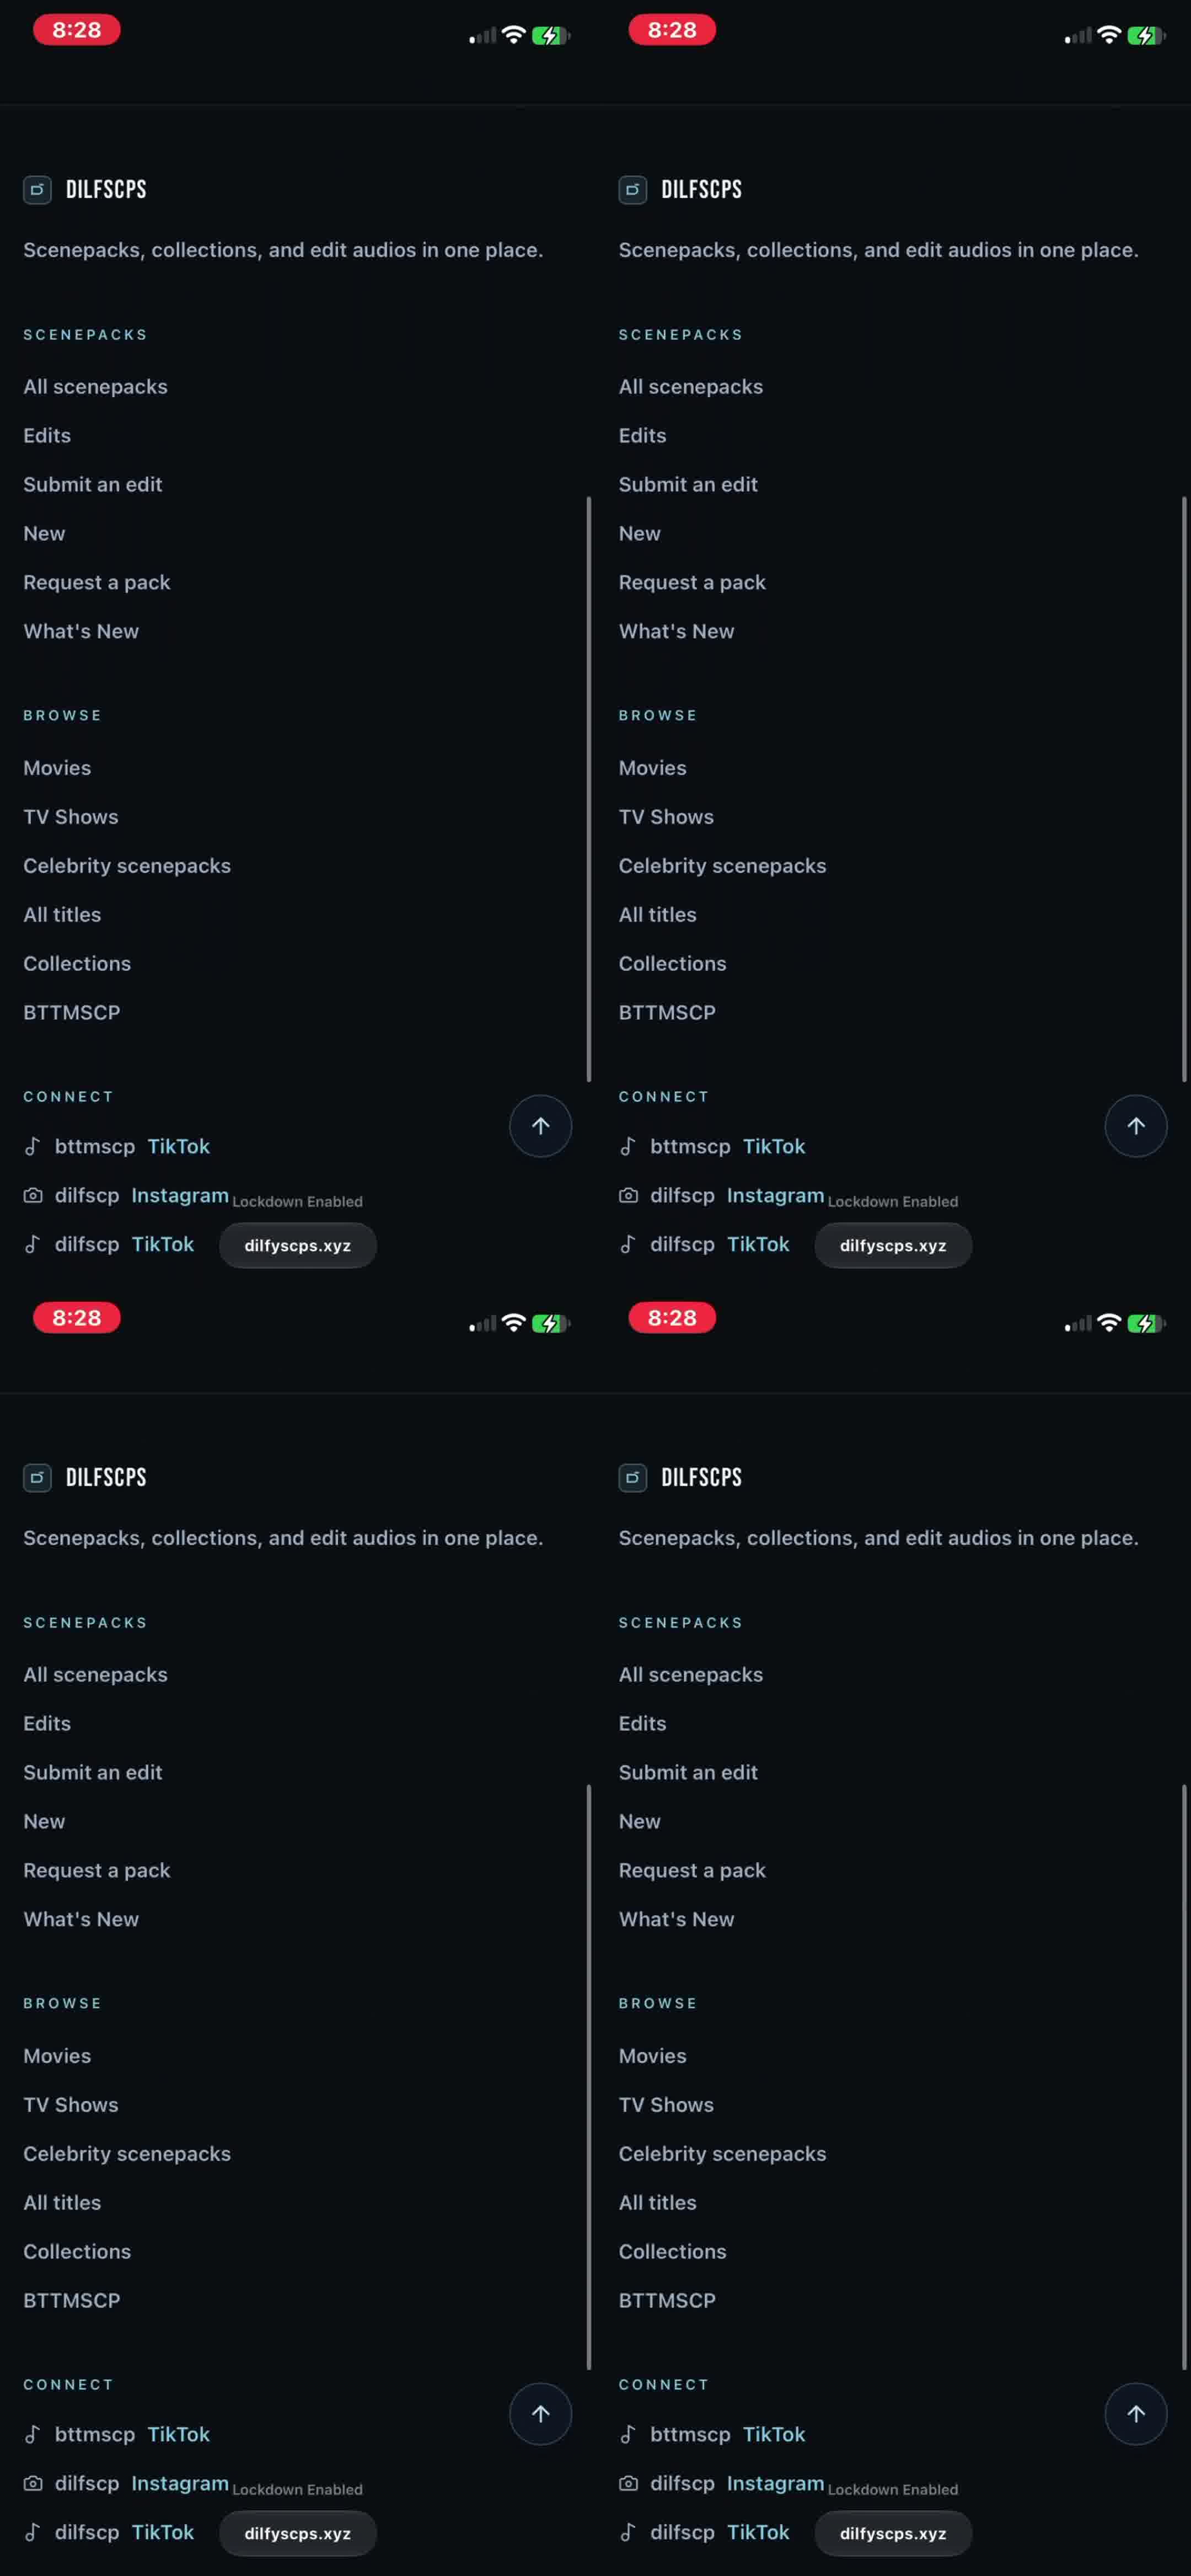 8:28
DILFSCPS
Scenepacks, collections, and edit audios in one place.
SCENEPACKS
All scenepacks
Edits
Submit an edit
New
Request a pack
What's New
BROWSE
Movies
TV Shows
Celebrity scenepacks
All titles
Collections
BTTMSCP
CONNECT
bttmscp TikTok
dilfscp Instagram
Lockdown Enabled
dilfscp TikTok
dilfyscps.xyz
8:28
DILFSCPS
Scenepacks, collections, and edit audios in one place.
SCENEPACKS
All scenepacks
Edits
Submit an edit
New
Request a pack
What's New
BROWSE
Movies
TV Shows
Celebrity scenepacks
All titles
Collections
BTTMSCP
CONNECT
bttmscp TikTok
dilfscp Instagram
Lockdown Enabled
dilfscp TikTok
dilfyscps.xyz
8:28
DILFSCPS
Scenepacks, collections, and edit audios in one place.
SCENEPACKS
All scenepacks
Edits
Submit an edit
New
Request a pack
What's New
BROWSE
Movies
TV Shows
Celebrity scenepacks
All titles
Collections
BTTMSCP
CONNECT
bttmscp TikTok
dilfscp Instagram
Lockdown Enabled
dilfscp TikTok
dilfyscps.xyz
8:28
DILFSCPS
Scenepacks, collections, and edit audios in one place.
SCENEPACKS
All scenepacks
Edits
Submit an edit
New
Request a pack
What's New
BROWSE
Movies
TV Shows
Celebrity scenepacks
All titles
Collections
BTTMSCP
CONNECT
bttmscp TikTok
dilfscp Instagram
Lockdown Enabled
dilfscp TikTok
dilfyscps.xyz